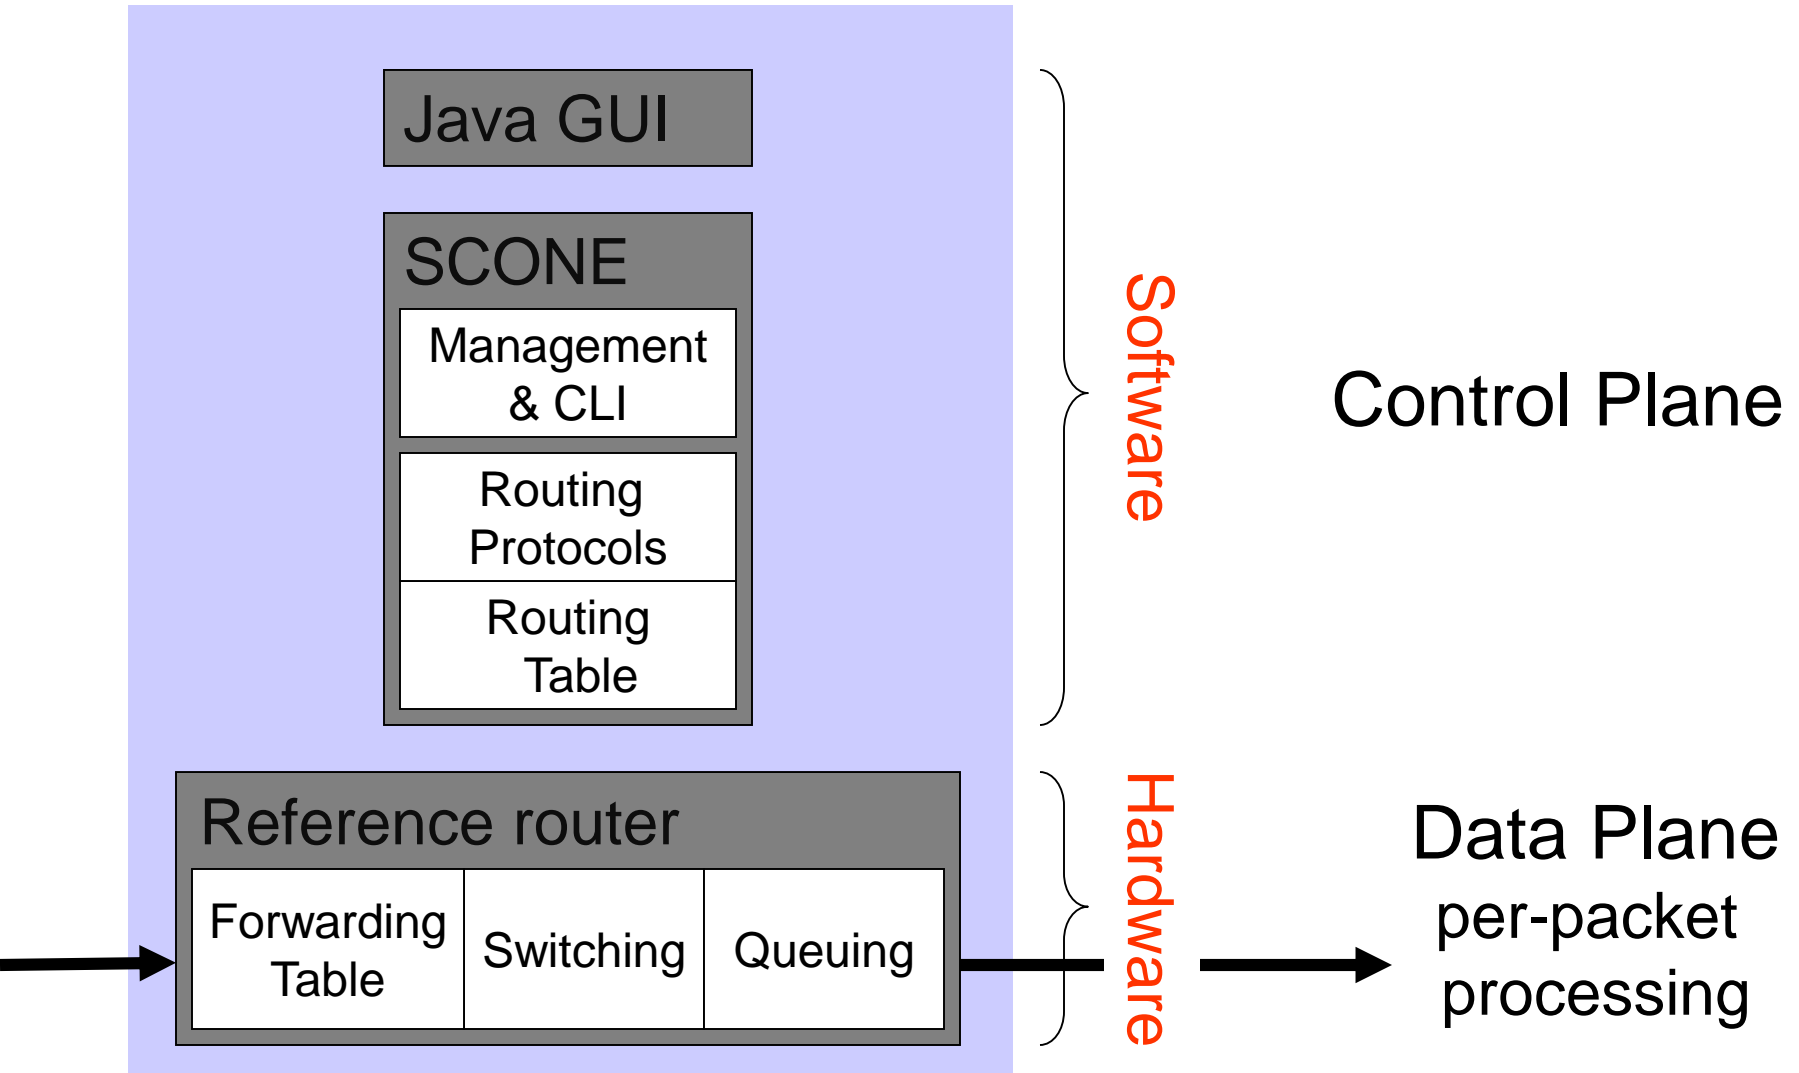 Java GUI
SCONE
Management
& CLI
Routing
Protocols
Routing
Table
Software
Control Plane
Reference router
Forwarding
Table
Switching
Queuing
Hardware
Data Plane
per-packet
processing